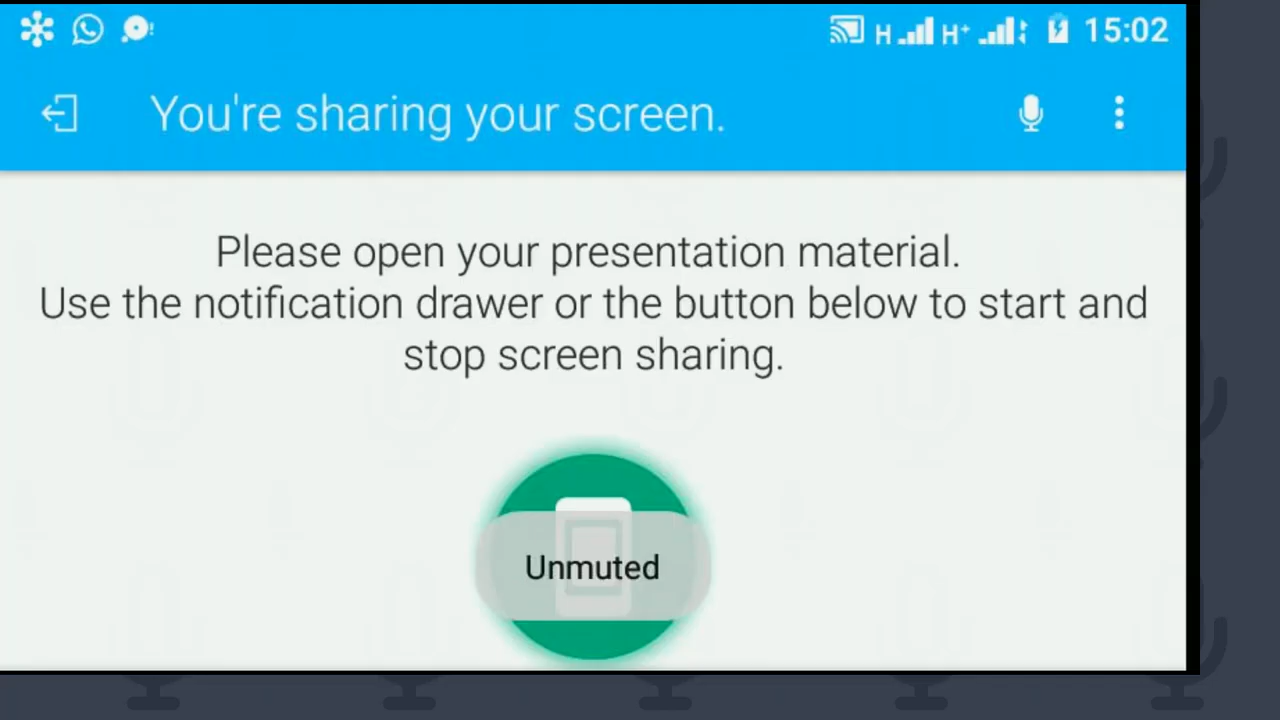 H H+ 15:02
You're sharing your screen.
Please open your presentation material.
Use the notification drawer or the button below to start and
stop screen sharing.
Unmuted